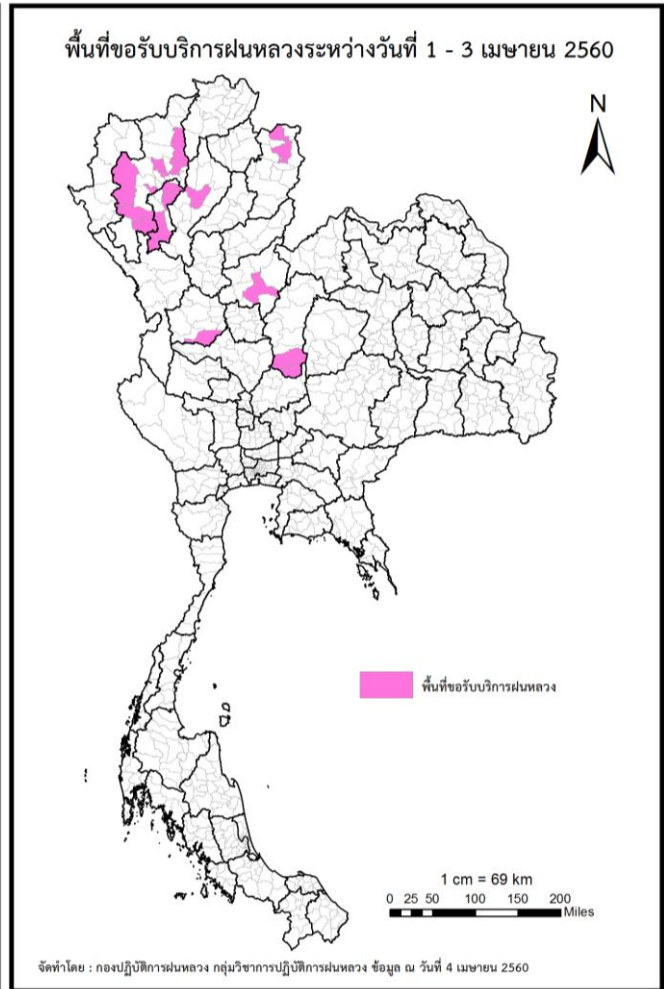 พื้นที่ขอรับบริการฝนหลวงระหว่างวันที่ 1 - 3 เมษายน 2560
N
พื้นที่ขอรับบริการฝนหลวง
1 cm = 69 km
0 25 50 100 150 200
Miles
จัดทำโดย : กองปฏิบัติการฝนหลวง กลุ่มวิชาการปฏิบัติการฝนหลวง ข้อมูล ณ วันที่ 4 เมษายน 2560